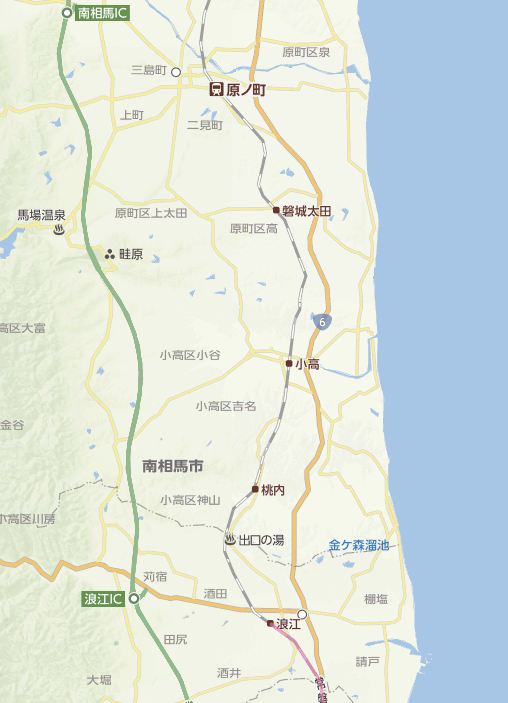 南相馬IC
原町区泉
三島町
原ノ町
上町
二見町
馬場温泉
原町区上太田
磐城太田
原町区高
畦原
6
高区大富
小高区小谷
小高
小高区吉名
金谷
南相馬市
桃内
小高区神山
小高区川房
出口の湯
金ケ森溜池
苅宿
浪江IC
酒田
棚塩
浪江
田尻
請戸
酒井
大堀
常磐